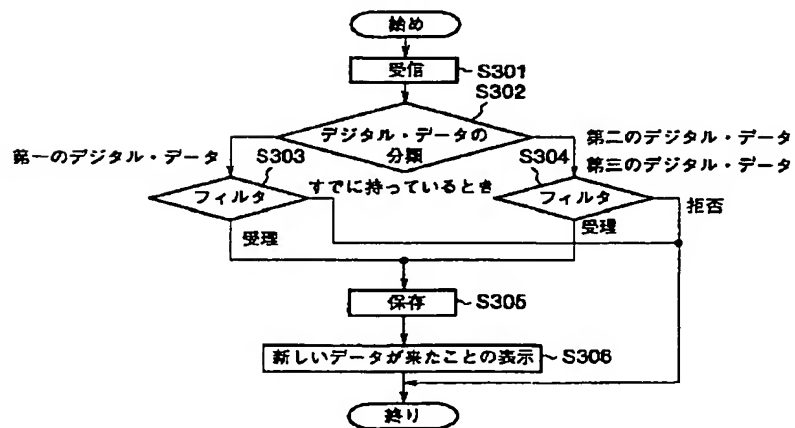 始め
受信
S301
S302
デジタル・データの
分類
第一のデジタル・データ
第二のデジタル・データ
第三のデジタル・データ
S303
S304
フィルタ
すでに持っているとき
フィルタ
拒否
受理
受理
保存
S305
新しいデータが来たことの表示
S306
終り